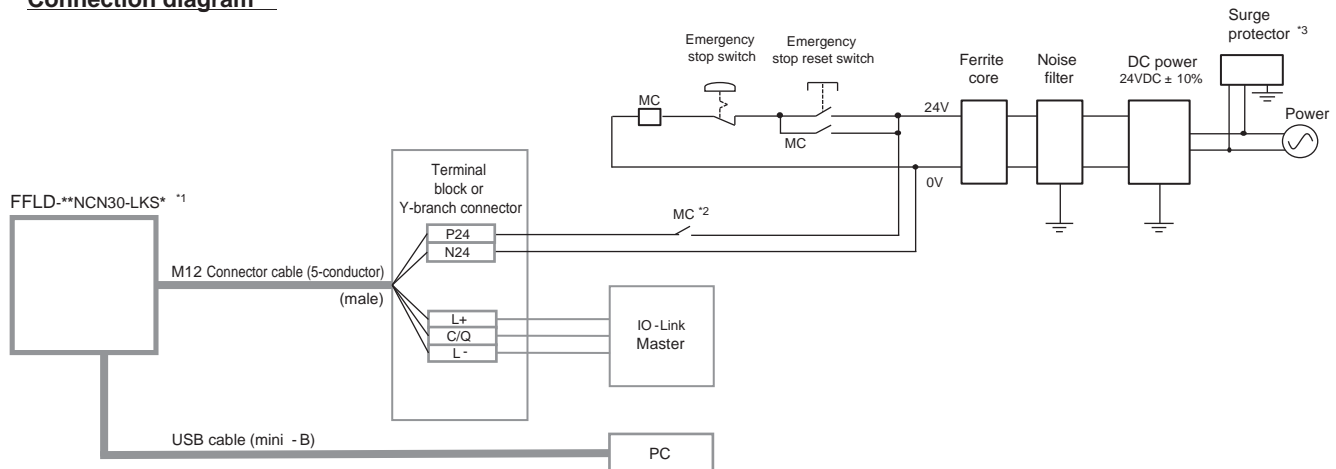 Connection diagram
Surge
protector *3
Emergency
stop switch
Emergency
stop reset switch
Ferrite
core
Noise
filter
DC power
24VDC ± 10%
MC
24V
Power
MC
0V
Terminal
block or
Y-branch connector
FFLD-**NCN30-LKS* *1
P24
MC *2
N24
M12 Connector cable (5-conductor)
(male)
L+
C/Q
L -
IO -Link
Master
USB cable (mini - B)
PC